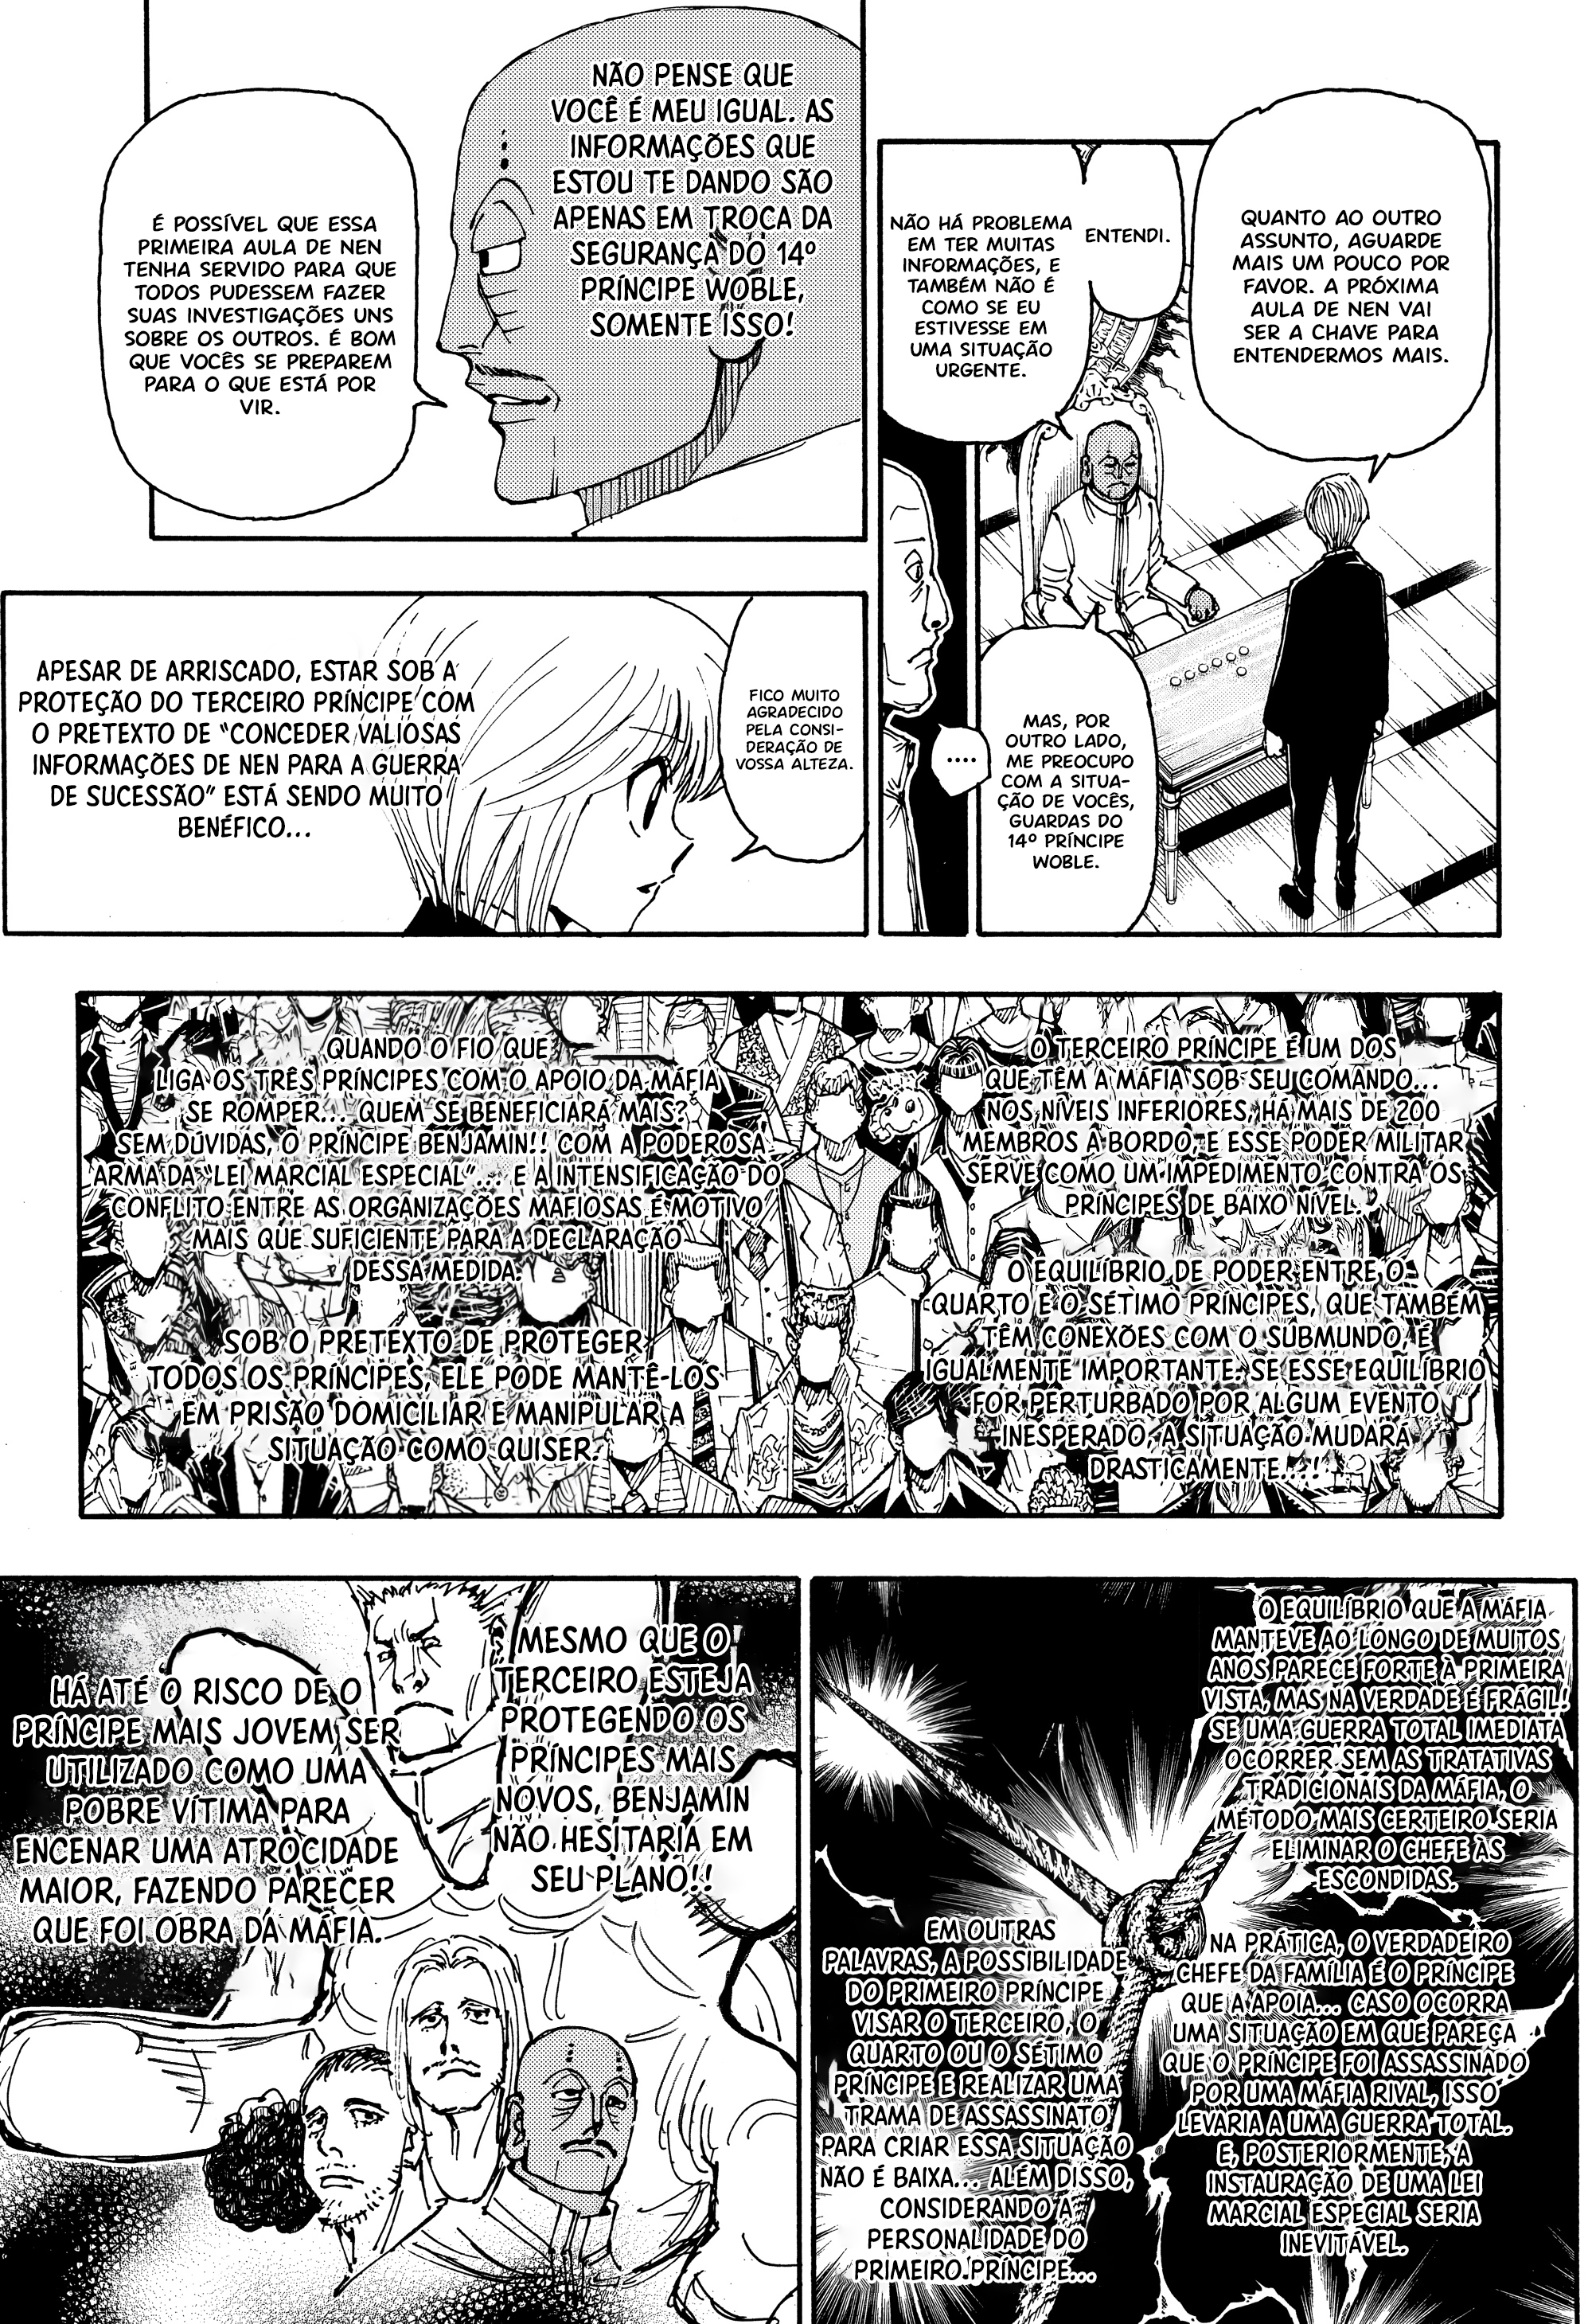 QUANTO AO OUTRO
ASSUNTO, AGUARDE
MAIS UM POUCO POR
FAVOR. A PRÓXIMA
AULA DE NEN VAI
SER A CHAVE PARA
ENTENDERMOS MAIS.
ENTENDI.
NÃO HÁ PROBLEMA
EM TER MUITAS
INFORMAÇÕES, E
TAMBÉM NÃO É
COMO SE EU
ESTIVESSE EM
UMA SITUAÇÃO
URGENTE.
MAS, POR
OUTRO LADO,
ME PREOCUPO
COM A SITUA-
ÇÃO DE VOCÊS,
GUARDAS DO
14º PRÍNCIPE
WOBLE.
....
NÃO PENSE QUE
VOCÊ É MEU IGUAL. AS
INFORMAÇÕES QUE
ESTOU TE DANDO SÃO
APENAS EM TROCA DA
SEGURANÇA DO 14º
PRÍNCIPE WOBLE,
SOMENTE ISSO!
É POSSÍVEL QUE ESSA
PRIMEIRA AULA DE NEN
TENHA SERVIDO PARA QUE
TODOS PUDESSEM FAZER
SUAS INVESTIGAÇÕES UNS
SOBRE OS OUTROS. É BOM
QUE VOCÊS SE PREPAREM
PARA O QUE ESTÁ POR
VIR.
FICO MUITO
AGRADECIDO
PELA CONSI-
DERAÇÃO DE
VOSSA ALTEZA.
APESAR DE ARRISCADO, ESTAR SOB A
PROTEÇÃO DO TERCEIRO PRÍNCIPE COM
O PRETEXTO DE “CONCEDER VALIOSAS
INFORMAÇÕES DE NEN PARA A GUERRA
DE SUCESSÃO” ESTÁ SENDO MUITO
BENÉFICO...
O TERCEIRO PRÍNCIPE É UM DOS
QUE TÊM A MÁFIA SOB SEU COMANDO...
NOS NÍVEIS INFERIORES, HÁ MAIS DE 200
MEMBROS A BORDO, E ESSE PODER MILITAR
SERVE COMO UM IMPEDIMENTO CONTRA OS
PRÍNCIPES DE BAIXO NÍVEL.
O EQUILÍBRIO DE PODER ENTRE O
QUARTO E O SÉTIMO PRÍNCIPES, QUE TAMBÉM
TÊM CONEXÕES COM O SUBMUNDO, É
IGUALMENTE IMPORTANTE. SE ESSE EQUILÍBRIO
FOR PERTURBADO POR ALGUM EVENTO
INESPERADO, A SITUAÇÃO MUDARÁ
DRASTICAMENTE...!
QUANDO O FIO QUE
LIGA OS TRÊS PRÍNCIPES COM O APOIO DA MÁFIA
SE ROMPER... QUEM SE BENEFICIARÁ MAIS?
SEM DÚVIDAS, O PRÍNCIPE BENJAMIN!! COM A PODEROSA
ARMA DA “LEI MARCIAL ESPECIAL”... E A INTENSIFICAÇÃO DO
CONFLITO ENTRE AS ORGANIZAÇÕES MAFIOSAS É MOTIVO
MAIS QUE SUFICIENTE PARA A DECLARAÇÃO
DESSA MEDIDA.
SOB O PRETEXTO DE PROTEGER
TODOS OS PRÍNCIPES, ELE PODE MANTÊ-LOS
EM PRISÃO DOMICILIAR E MANIPULAR A
SITUAÇÃO COMO QUISER.
O EQUILÍBRIO QUE A MÁFIA
MANTEVE AO LONGO DE MUITOS
ANOS PARECE FORTE À PRIMEIRA
VISTA, MAS NA VERDADE É FRÁGIL!
SE UMA GUERRA TOTAL IMEDIATA
OCORRER SEM AS TRATATIVAS
TRADICIONAIS DA MÁFIA, O
MÉTODO MAIS CERTEIRO SERIA
ELIMINAR O CHEFE ÀS
ESCONDIDAS.
NA PRÁTICA, O VERDADEIRO
CHEFE DA FAMÍLIA É O PRÍNCIPE
QUE A APOIA... CASO OCORRA
UMA SITUAÇÃO EM QUE PAREÇA
QUE O PRÍNCIPE FOI ASSASSINADO
POR UMA MÁFIA RIVAL, ISSO
LEVARIA A UMA GUERRA TOTAL.
E, POSTERIORMENTE, A
INSTAURAÇÃO DE UMA LEI
MARCIAL ESPECIAL SERIA
INEVITÁVEL.
EM OUTRAS
PALAVRAS, A POSSIBILIDADE
DO PRIMEIRO PRÍNCIPE
VISAR O TERCEIRO, O
QUARTO OU O SÉTIMO
PRÍNCIPE E REALIZAR UMA
TRAMA DE ASSASSINATO
PARA CRIAR ESSA SITUAÇÃO
NÃO É BAIXA... ALÉM DISSO,
CONSIDERANDO A
PERSONALIDADE DO
PRIMEIRO PRÍNCIPE...
MESMO QUE O
TERCEIRO ESTEJA
PROTEGENDO OS
PRÍNCIPES MAIS
NOVOS, BENJAMIN
NÃO HESITARIA EM
SEU PLANO!!
HÁ ATÉ O RISCO DE O
PRÍNCIPE MAIS JOVEM SER
UTILIZADO COMO UMA
POBRE VÍTIMA PARA
ENCENAR UMA ATROCIDADE
MAIOR, FAZENDO PARECER
QUE FOI OBRA DA MÁFIA.